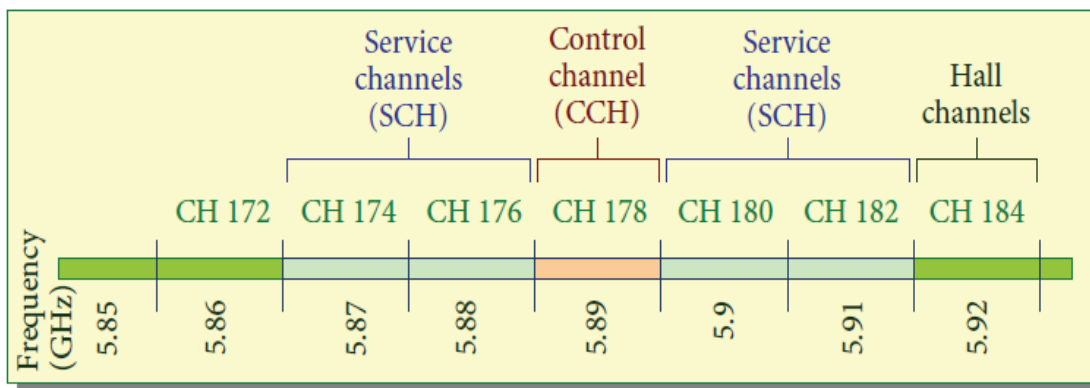 Service
channels
(SCH)
Control
channel
(CCH)
Service
channels
(SCH)
Hall
channels
CH 172 CH 174 CH 176 CH 178 CH 180 CH 182 CH 184
Frequency
(GHz)
5.85 5.86 5.87 5.88 5.89 5.9 5.91 5.92